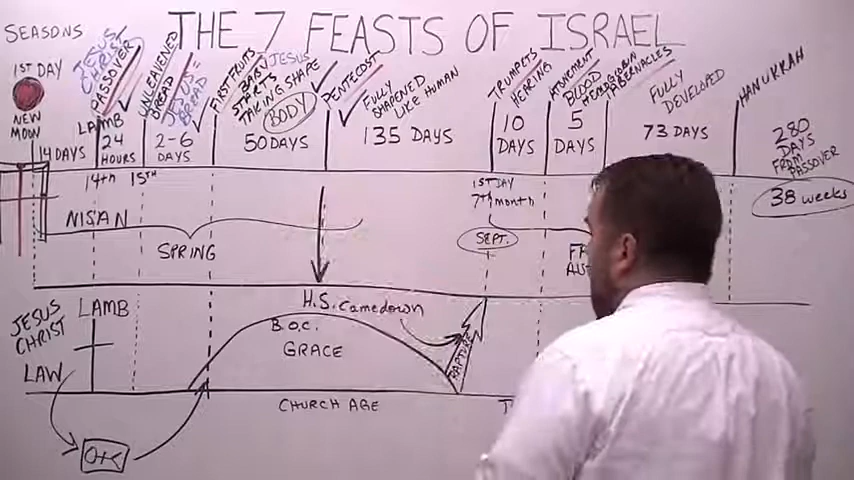 THE 7 FEASTS OF ISRAEL
SEASONS
1ST DAY
NEW
MOON
14 DAYS
JESUS
CHRIST
PASSOVER
LAMB
24
HOURS
UNLEAVENED
BREAD
JESUS=
BREAD
2-6
DAYS
FIRST FRUITS
BABY JESUS
STARTS
TAKING SHAPE
BODY
50 DAYS
PENTECOST
FULLY
SHAPENED
LIKE HUMAN
135 DAYS
TRUMPETS
HEARING
10
DAYS
ATONEMENT
BLOOD
HEMOGLOBIN
5
DAYS
TABERNACLES
FULLY
DEVELOPED
73 DAYS
HANUKKAH
280
DAYS
FROM
PASSOVER
38 weeks
14th 15TH
NISAN
SPRING
1ST DAY
7th month
SEPT.
JESUS
CHRIST
LAMB
LAW
H.S. Camedown
B.O.C.
GRACE
RAPTURE
CHURCH AGE